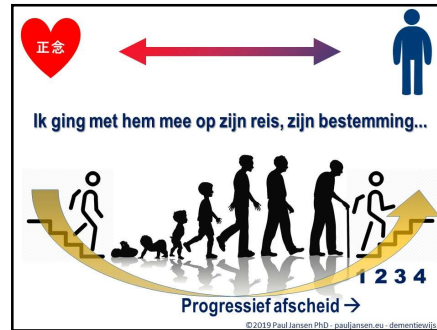 正念
Ik ging met hem mee op zijn reis, zijn bestemming...
1 2 3 4
Progressief afscheid →
©2019 Paul Jansen PhD - pauljansen.eu - dementiewijs